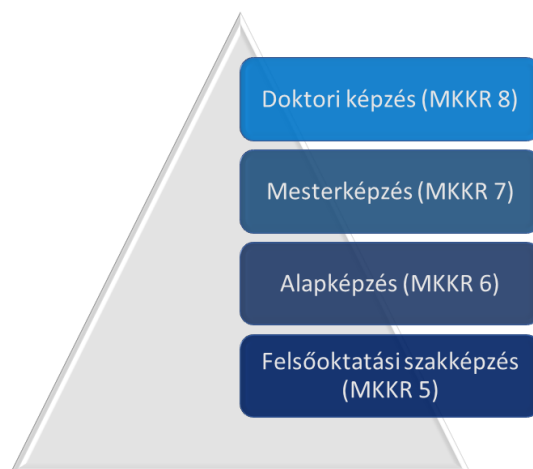 Doktori képzés (MKKR 8)
Mesterképzés (MKKR 7)
Alapképzés (MKKR 6)
Felsőoktatási szakképzés
(MKKR 5)